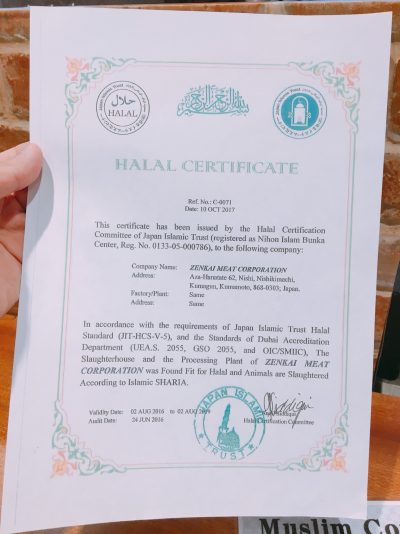 Japan Islamic Trust
حلال
HALAL
HALAL CERTIFICATE
Ref. No.: C-0071
Date: 10 OCT 2017
This certificate has been issued by the Halal Certification
Committee of Japan Islamic Trust (registered as Nihon Islam Bunka
Center, Reg. No. 0133-05-000786), to the following company:
Company Name: ZENKAI MEAT CORPORATION
Address: Aza-Haratate 62, Nishi, Nishikimachi,
Kumagun, Kumamoto, 868-0303; Japan.
Factory/Plant: Same
Address: Same
In accordance with the requirements of Japan Islamic Trust Halal
Standard (JIT-HCS-V-5), and the Standards of Dubai Accreditation
Department (UEA.S. 2055, GSO 2055, and OIC/SMIIC), The
Slaughterhouse and the Processing Plant of ZENKAI MEAT
CORPORATION was Found Fit for Halal and Animals are Slaughtered
According to Islamic SHARIA.
Validity Date: 02 AUG 2016 to 02 AUG
Audit Date: 24 JUN 2016
Halal Certification Committee
JAPAN ISLAMIC
TRUST
Muslim Co